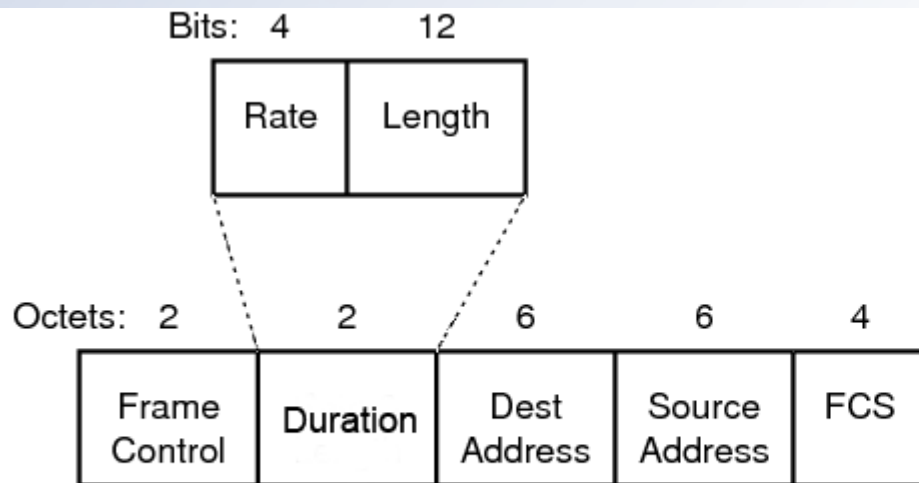 Bits: 4 12
Rate Length
Octets: 2 2 6 6 4
Frame Control Duration Dest Address Source Address FCS